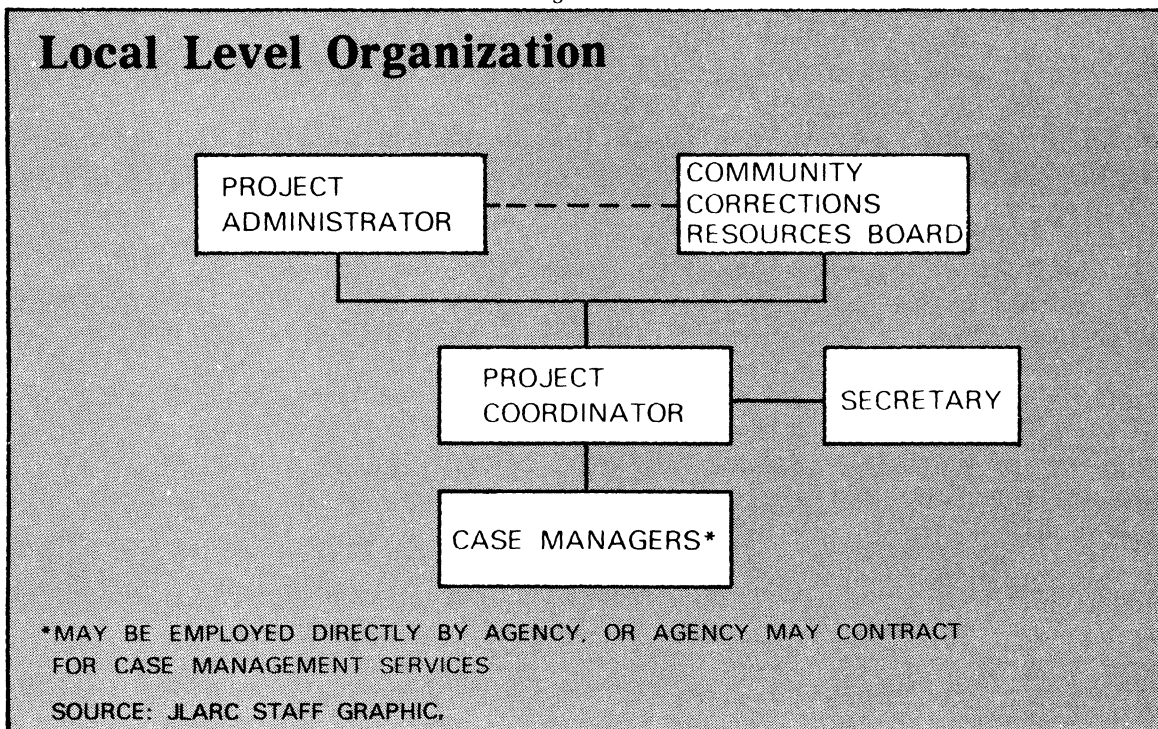 Local Level Organization
PROJECT
ADMINISTRATOR
COMMUNITY
CORRECTIONS
RESOURCES BOARD
PROJECT
COORDINATOR
SECRETARY
CASE MANAGERS*
*MAY BE EMPLOYED DIRECTLY BY AGENCY, OR AGENCY MAY CONTRACT
FOR CASE MANAGEMENT SERVICES
SOURCE: JLARC STAFF GRAPHIC.